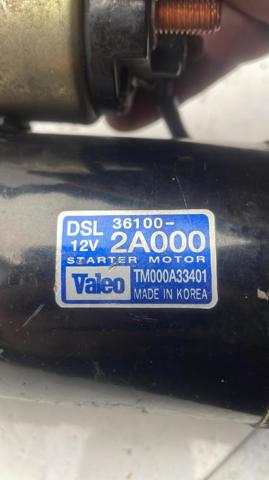 DSL 36100-
12V 2A000
STARTER MOTOR
Valeo TM000A33401
MADE IN KOREA